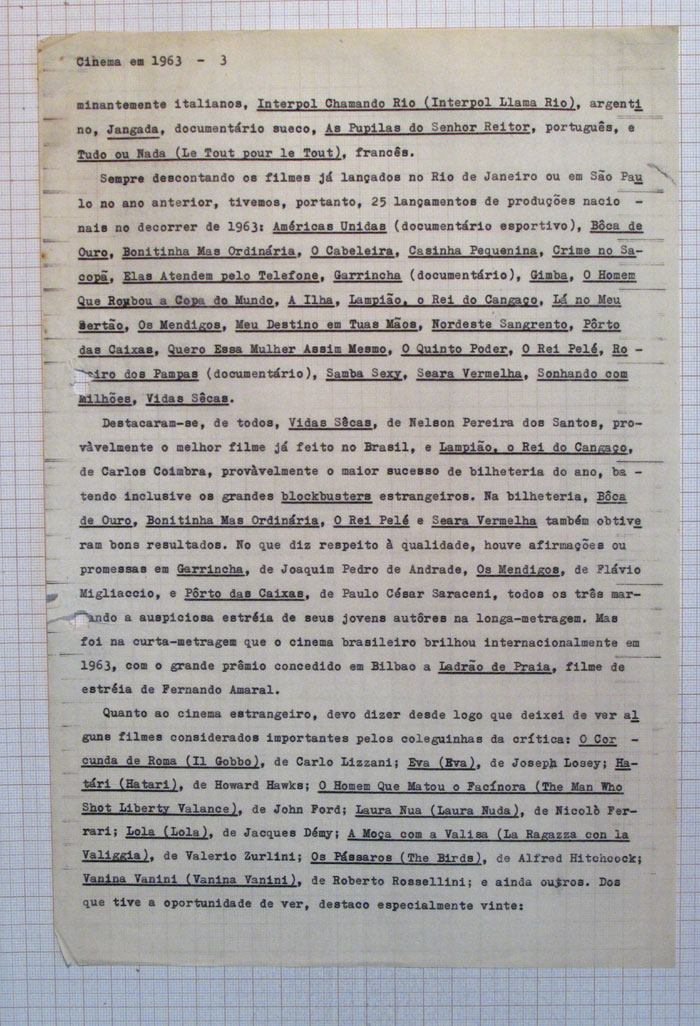 Cinema em 1963 - 3
minantemente italianos, Interpol Chamando Rio (Interpol Llama Rio), argenti
no, Jangada, documentário sueco, As Pupilas do Senhor Reitor, português, e
Tudo ou Nada (Le Tout pour le Tout), francês.
Sempre descontando os filmes já lançados no Rio de Janeiro ou em São Pau
lo no ano anterior, tivemos, portanto, 25 lançamentos de produções nacio -
nais no decorrer de 1963: Américas Unidas (documentário esportivo), Bôca de
Ouro, Bonitinha Mas Ordinária, O Cabeleira, Casinha Pequenina, Crime no Sa-
copã, Elas Atendem pelo Telefone, Garrincha (documentário), Gimba, O Homem
Que Roubou a Copa do Mundo, A Ilha, Lampião, o Rei do Cangaço, Lá no Meu
Sertão, Os Mendigos, Meu Destino em Tuas Mãos, Nordeste Sangrento, Pôrto
das Caixas, Quero Essa Mulher Assim Mesmo, O Quinto Poder, O Rei Pelé, Ro -
eiro dos Pampas (documentário), Samba Sexy, Seara Vermelha, Sonhando com
Milhões, Vidas Sêcas.
Destacaram-se, de todos, Vidas Sêcas, de Nelson Pereira dos Santos, pro-
vàvelmente o melhor filme já feito no Brasil, e Lampião, o Rei do Cangaço,
de Carlos Coimbra, provàvelmente o maior sucesso de bilheteria do ano, ba -
tendo inclusive os grandes blockbusters estrangeiros. Na bilheteria, Bôca
de Ouro, Bonitinha Mas Ordinária, O Rei Pelé e Seara Vermelha também obtive
ram bons resultados. No que diz respeito à qualidade, houve afirmações ou
promessas em Garrincha, de Joaquim Pedro de Andrade, Os Mendigos, de Flávio
Migliaccio, e Pôrto das Caixas, de Paulo César Saraceni, todos os três mar-
cando a auspiciosa estréia de seus jovens autôres na longa-metragem. Mas
foi na curta-metragem que o cinema brasileiro brilhou internacionalmente em
1963, com o grande prêmio concedido em Bilbao a Ladrão de Praia, filme de
estréia de Fernando Amaral.
Quanto ao cinema estrangeiro, devo dizer desde logo que deixei de ver al
guns filmes considerados importantes pelos coleguinhas da crítica: O Cor -
cunda de Roma (Il Gobbo), de Carlo Lizzani; Eva (Eva), de Joseph Losey; Ha-
tári (Hatari), de Howard Hawks; O Homem Que Matou o Facínora (The Man Who
Shot Liberty Valance), de John Ford; Laura Nua (Laura Nuda), de Nicolò Fer-
rari; Lola (Lola), de Jacques Démy; A Moça com a Valisa (La Ragazza con la
Valiggia), de Valerio Zurlini; Os Pássaros (The Birds), de Alfred Hitchcock;
Vanina Vanini (Vanina Vanini), de Roberto Rossellini; e ainda outros. Dos
que tive a oportunidade de ver, destaco especialmente vinte: